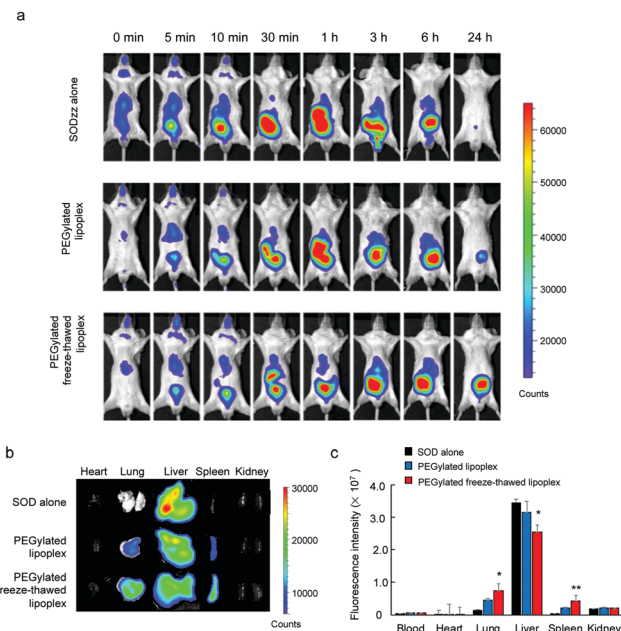 a
0 min 5 min 10 min 30 min 1 h 3 h 6 h 24 h
SODzz alone
PEGylated
lipoplex
PEGylated
freeze-thawed
lipoplex
60000
50000
40000
30000
20000
Counts
b
Heart Lung Liver Spleen Kidney
SOD alone
PEGylated
lipoplex
PEGylated
reeze-thawed
lipoplex
30000
20000
10000
Counts
c
SOD alone
PEGylated lipoplex
PEGylated freeze-thawed lipoplex
Fluorescence intensity (× 10⁷ )
4.0
3.0
2.0
1.0
0
*
*
**
Blood Heart Lung Liver Spleen Kidney